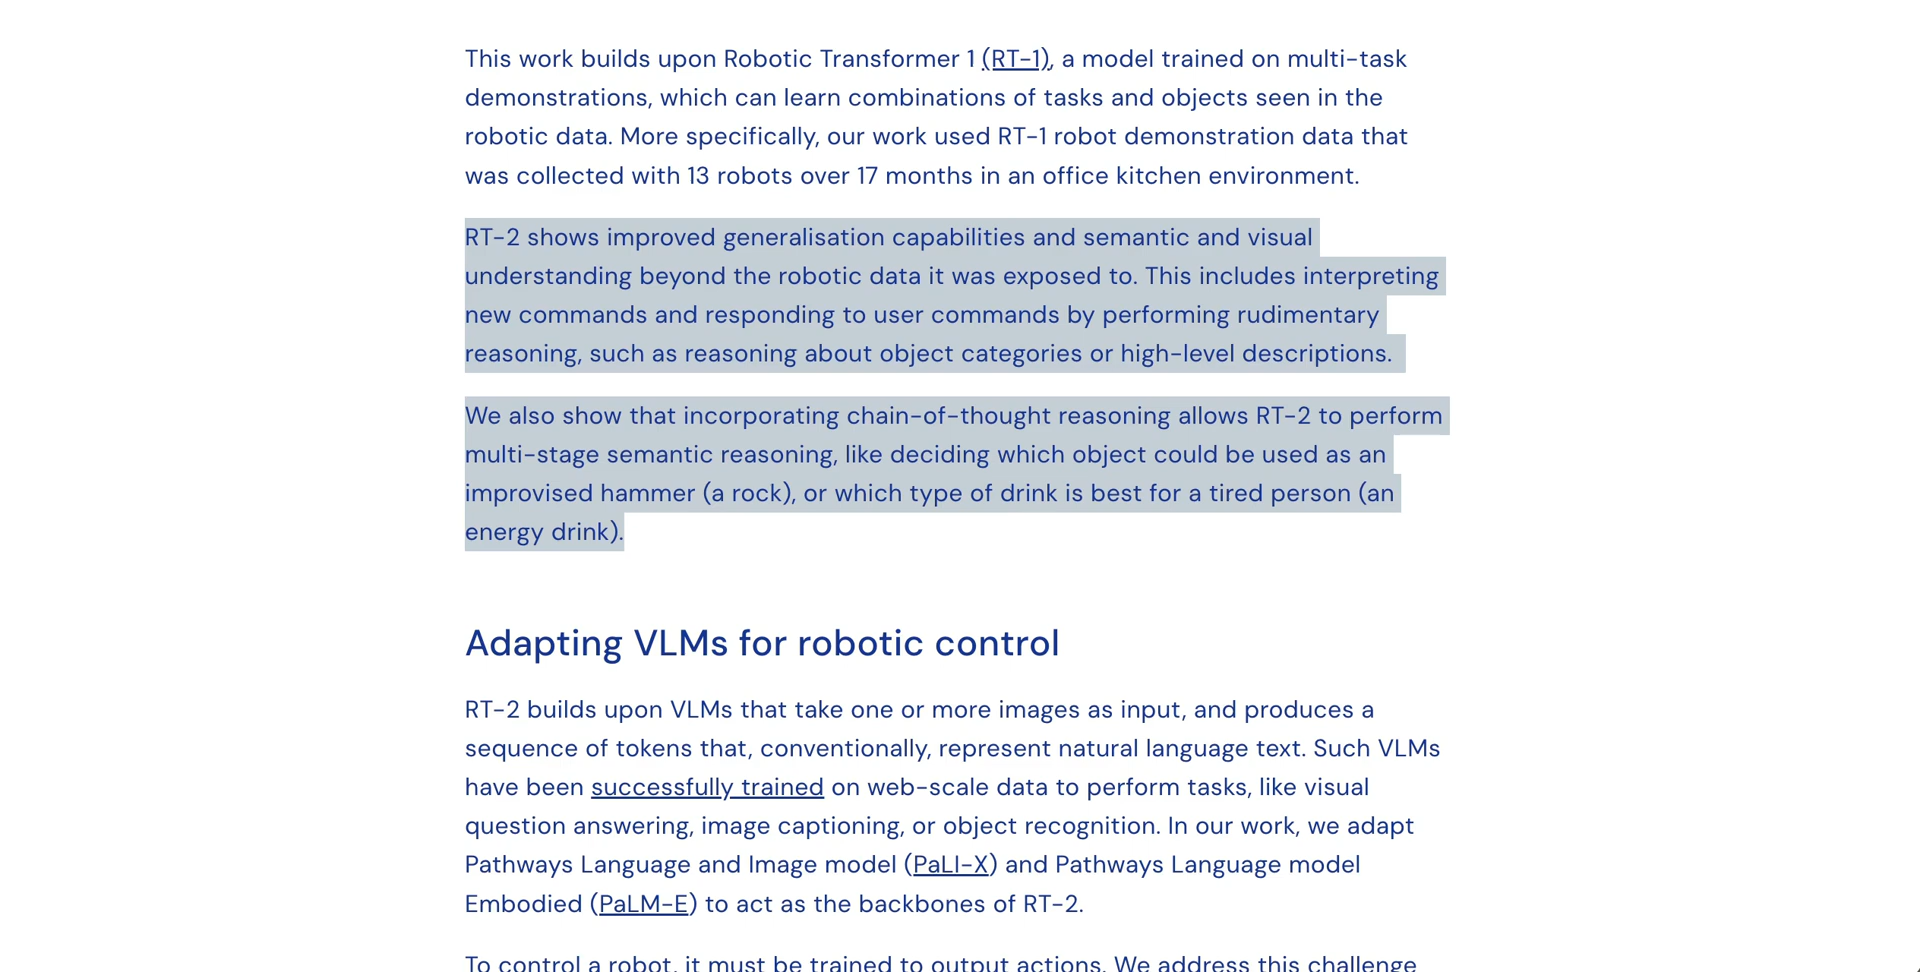 This work builds upon Robotic Transformer 1 (RT-1), a model trained on multi-task
demonstrations, which can learn combinations of tasks and objects seen in the
robotic data. More specifically, our work used RT-1 robot demonstration data that
was collected with 13 robots over 17 months in an office kitchen environment.
RT-2 shows improved generalisation capabilities and semantic and visual
understanding beyond the robotic data it was exposed to. This includes interpreting
new commands and responding to user commands by performing rudimentary
reasoning, such as reasoning about object categories or high-level descriptions.
We also show that incorporating chain-of-thought reasoning allows RT-2 to perform
multi-stage semantic reasoning, like deciding which object could be used as an
improvised hammer (a rock), or which type of drink is best for a tired person (an
energy drink).
Adapting VLMs for robotic control
RT-2 builds upon VLMs that take one or more images as input, and produces a
sequence of tokens that, conventionally, represent natural language text. Such VLMs
have been successfully trained on web-scale data to perform tasks, like visual
question answering, image captioning, or object recognition. In our work, we adapt
Pathways Language and Image model (PaLI-X) and Pathways Language model
Embodied (PaLM-E) to act as the backbones of RT-2.
To control a robot, it must be trained to output actions. We address this challenge